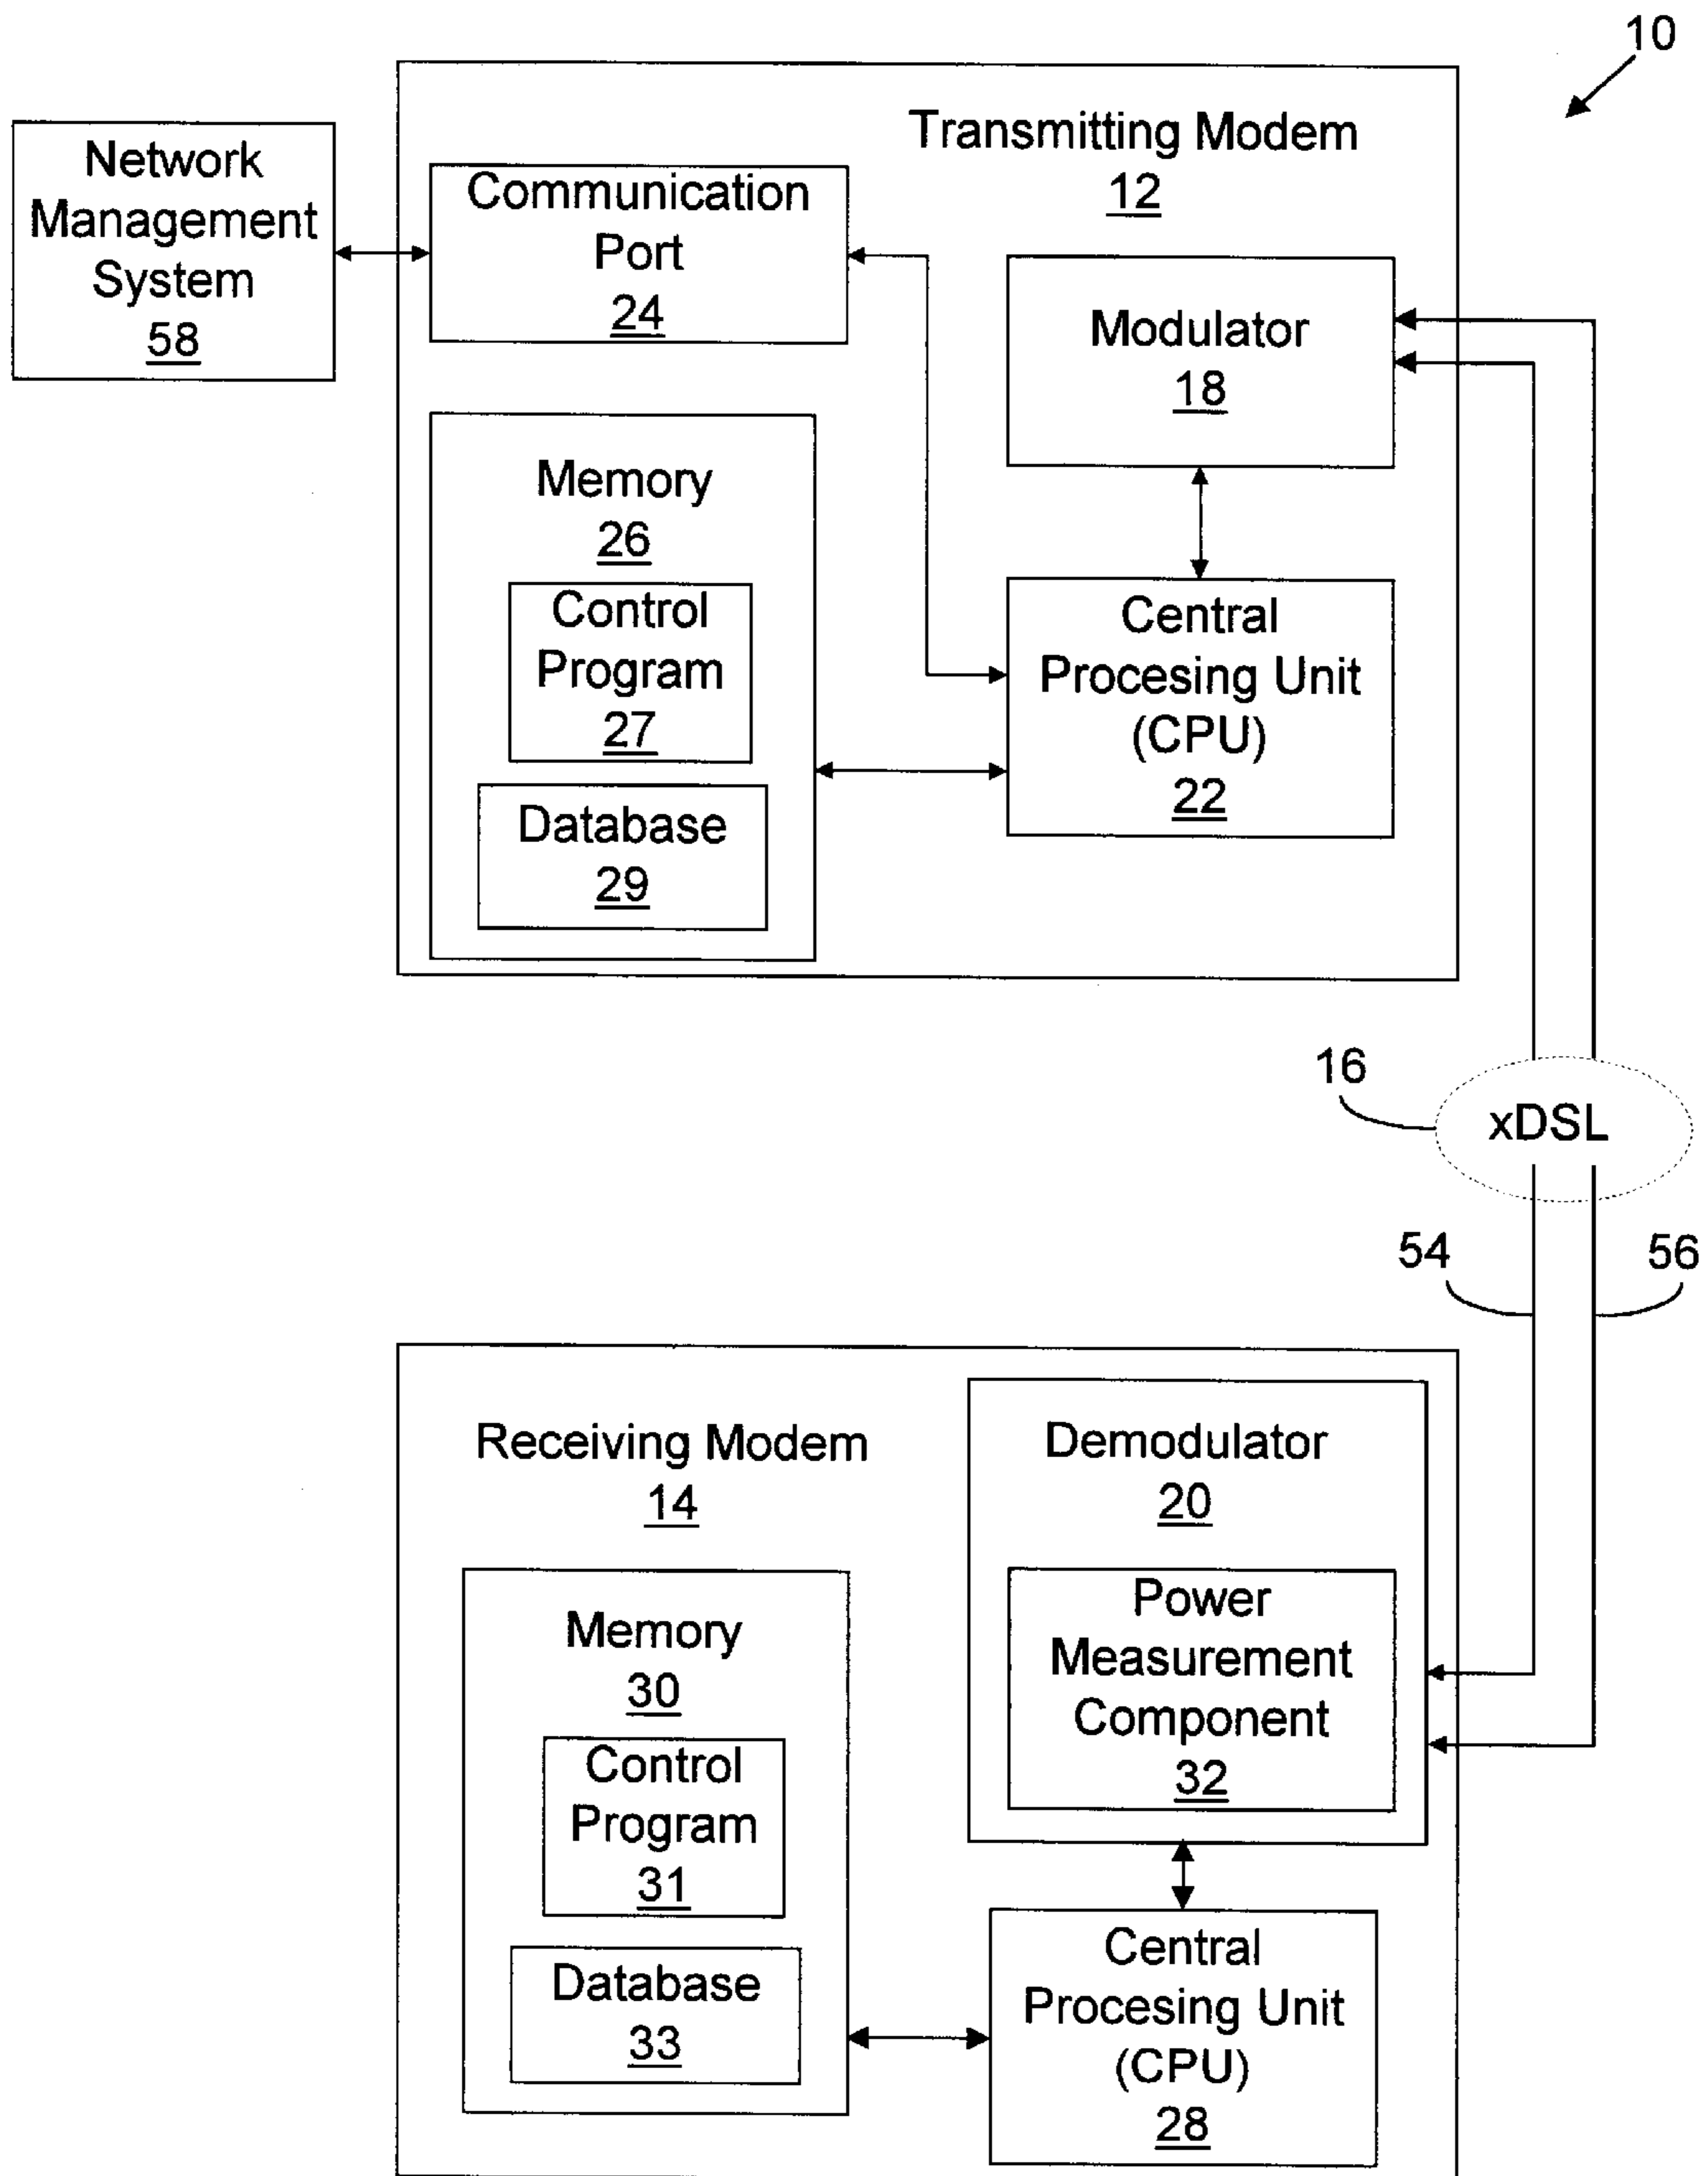 10
Transmitting Modem
12
Network
Management
System
58
Communication
Port
24
Modulator
18
Memory
26
Control
Program
27
Database
29
Central
Procesing Unit
(CPU)
22
16
xDSL
54
56
Receiving Modem
14
Demodulator
20
Power
Measurement
Component
32
Memory
30
Control
Program
31
Database
33
Central
Procesing Unit
(CPU)
28